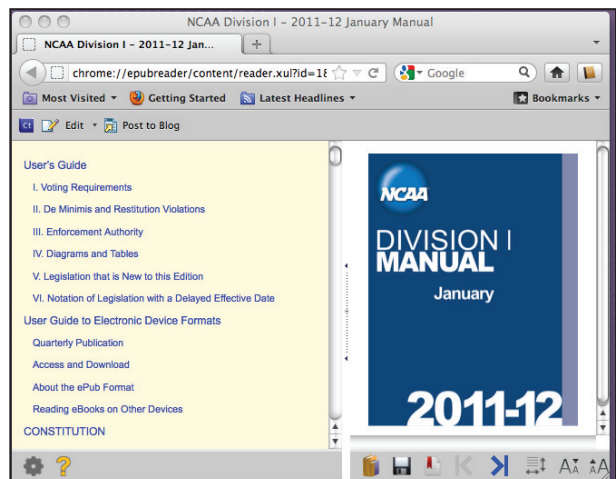 NCAA Division I – 2011–12 January Manual
NCAA Division I – 2011–12 Jan...
chrome://epubreader/content/reader.xul?id=18
Google
Most Visited
Getting Started
Latest Headlines
Bookmarks
Ct
Edit
Post to Blog
User's Guide
I. Voting Requirements
II. De Minimis and Restitution Violations
III. Enforcement Authority
IV. Diagrams and Tables
V. Legislation that is New to this Edition
VI. Notation of Legislation with a Delayed Effective Date
User Guide to Electronic Device Formats
Quarterly Publication
Access and Download
About the ePub Format
Reading eBooks on Other Devices
CONSTITUTION
NCAA
DIVISION I
MANUAL
January
2011-12